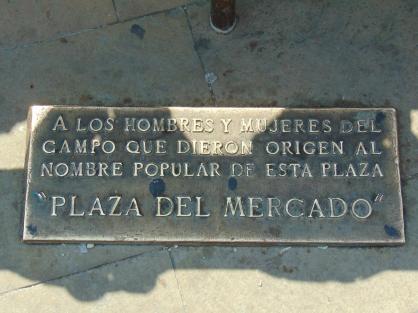 A LOS HOMBRES Y MUJERES DEL
CAMPO QUE DIERON ORIGEN AL
NOMBRE POPULAR DE ESTA PLAZA
"PLAZA DEL MERCADO"